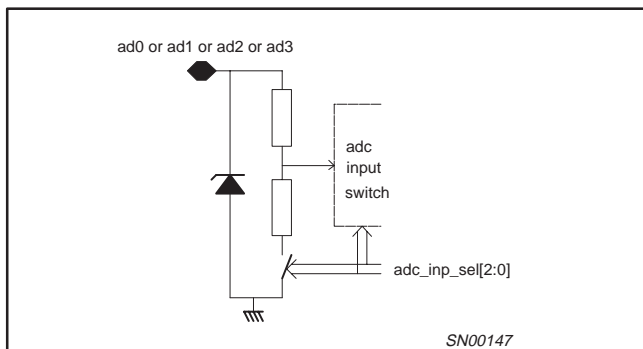 ad0 or ad1 or ad2 or ad3
adc
input
switch
adc_inp_sel[2:0]
SN00147